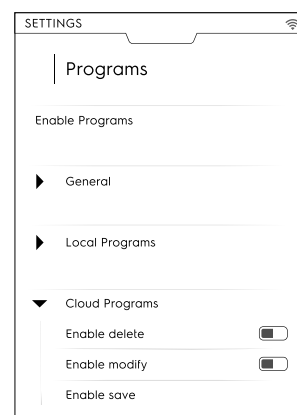 SETTINGS
Programs
Enable Programs
General
Local Programs
Cloud Programs
Enable delete
Enable modify
Enable save